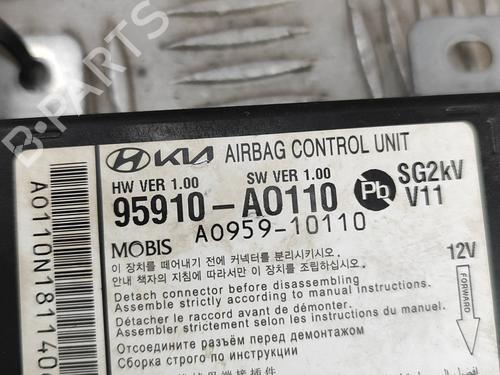 B-PARTS
HYUNDAI KIA AIRBAG CONTROL UNIT
HW VER 1.00 SW VER 1.00
95910-A0110 Pb SG2kV
V11
A0959-10110
MOBIS
이 장치를 떼어내기 전에 커넥터를 분리시키시오.
안내 책자의 지침에 따라서만 이 장치를 조립하십시오.
12V
FORWARD
Detach connector before disassembling
Assemble strictly according to manual instructions.
Détacher le raccord avant de démonter.
Assembler strictement selon les instructions du manuel.
Отсоедините разъём перед демонтажом
Сборка строго по инструкции
A0110N181140